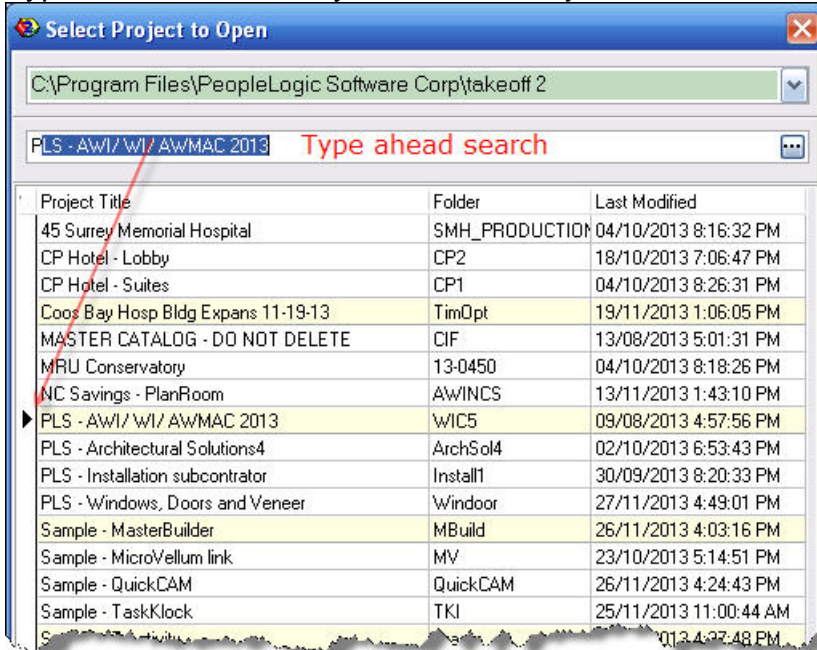 Select Project to Open
C:\Program Files\PeopleLogic Software Corp\takeoff 2
PLS - AWI/ WI/ AWMAC 2013 Type ahead search
Project Title Folder Last Modified
45 Surrey Memorial Hospital SMH_PRODUCTION 04/10/2013 8:16:32 PM
CP Hotel - Lobby CP2 18/10/2013 7:06:47 PM
CP Hotel - Suites CP1 04/10/2013 8:26:31 PM
Coos Bay Hosp Bldg Expans 11-19-13 TimOpt 19/11/2013 1:06:05 PM
MASTER CATALOG - DO NOT DELETE CIF 13/08/2013 5:01:31 PM
MRU Conservatory 13-0450 04/10/2013 8:18:26 PM
NC Savings - PlanRoom AWINCS 13/11/2013 1:43:10 PM
PLS - AWI/ WI/ AWMAC 2013 WIC5 09/08/2013 4:57:56 PM
PLS - Architectural Solutions4 ArchSol4 02/10/2013 6:53:43 PM
PLS - Installation subcontrator Install1 30/09/2013 8:20:33 PM
PLS - Windows, Doors and Veneer Windoor 27/11/2013 4:49:01 PM
Sample - MasterBuilder MBuild 26/11/2013 4:03:16 PM
Sample - MicroVellum link MV 23/10/2013 5:14:51 PM
Sample - QuickCAM QuickCAM 26/11/2013 4:24:43 PM
Sample - TaskKlock TKI 25/11/2013 11:00:44 AM
4:27:48 PM